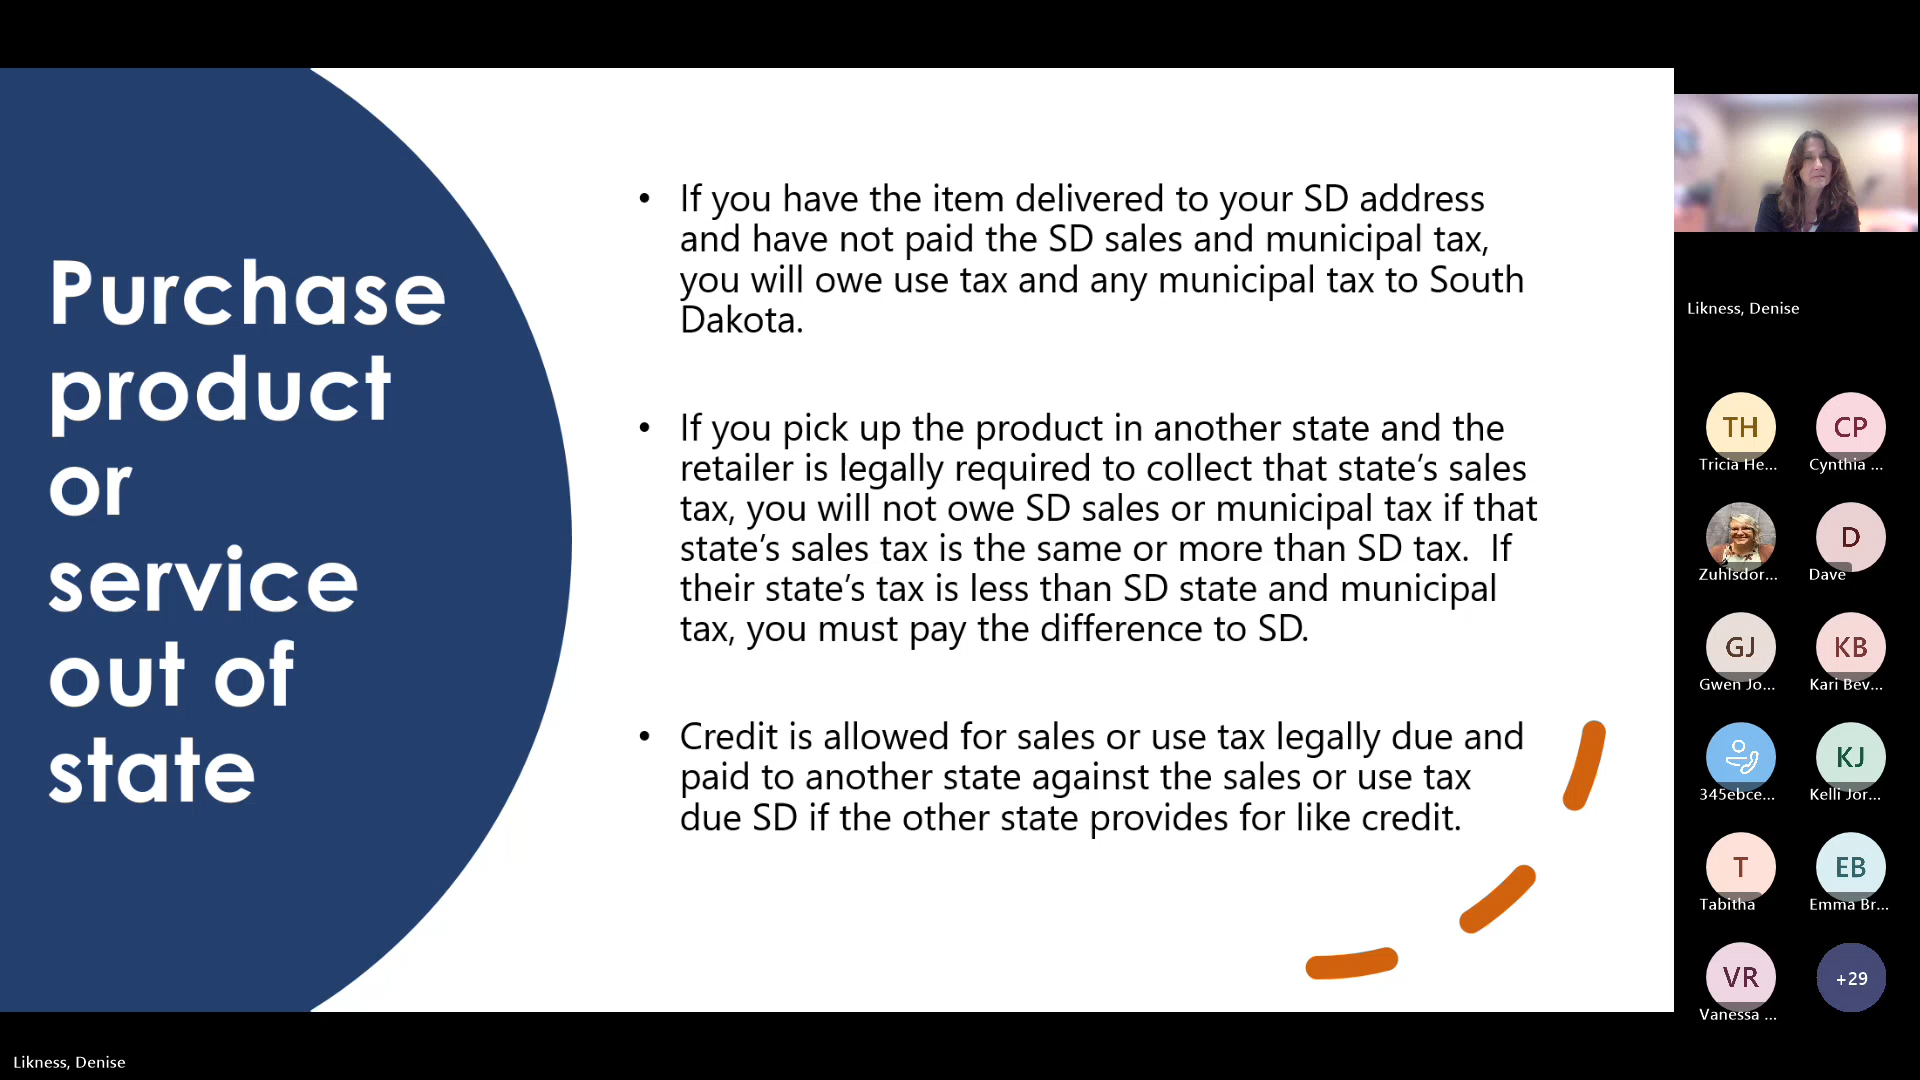 Purchase
product
or
service
out of
state
• If you have the item delivered to your SD address
and have not paid the SD sales and municipal tax,
you will owe use tax and any municipal tax to South
Dakota.
• If you pick up the product in another state and the
retailer is legally required to collect that state’s sales
tax, you will not owe SD sales or municipal tax if that
state’s sales tax is the same or more than SD tax.  If
their state’s tax is less than SD state and municipal
tax, you must pay the difference to SD.
• Credit is allowed for sales or use tax legally due and
paid to another state against the sales or use tax
due SD if the other state provides for like credit.
Likness, Denise
TH
CP
Tricia He...
Cynthia ...
Zuhlsdor...
D
Dave
GJ
KB
Gwen Jo...
Kari Bev...
KJ
345ebce...
Kelli Jor...
T
EB
Tabitha
Emma Br...
VR
+29
Vanessa ...
Likness, Denise